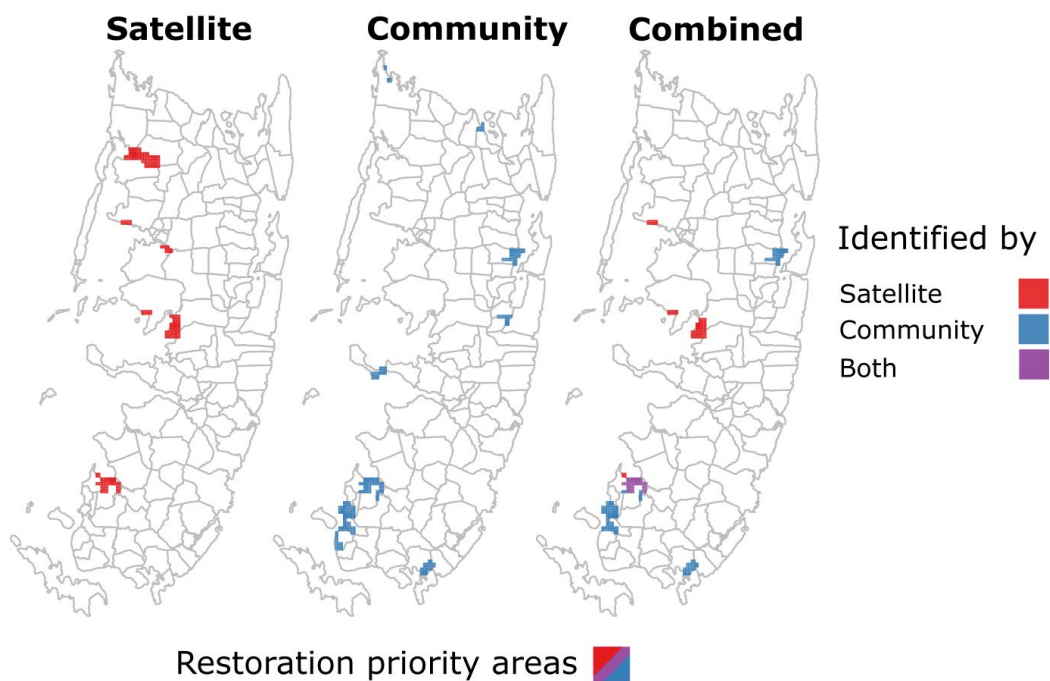 Satellite
Community
Combined
Identified by
Satellite
Community
Both
Restoration priority areas